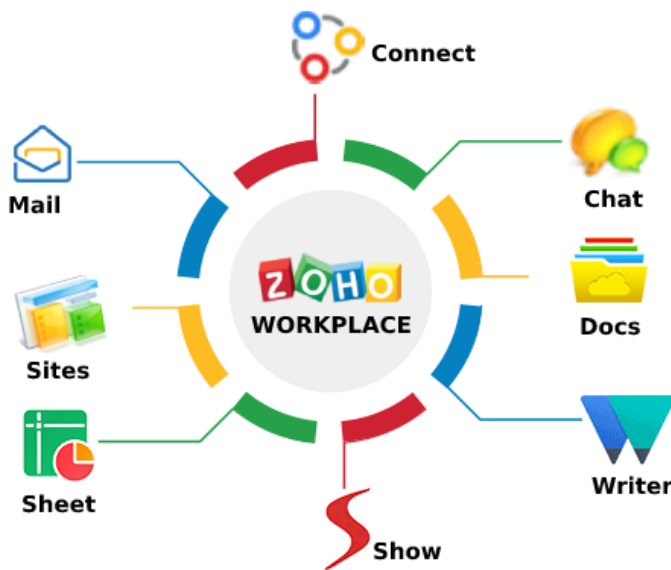 Connect
Mail
Chat
ZOHO
WORKPLACE
Sites
Docs
Sheet
Writer
Show